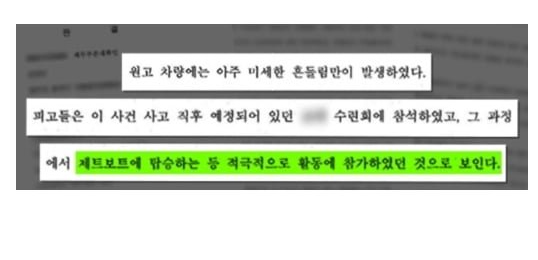 판 결
원고 차량에는 아주 미세한 흔들림만이 발생하였다.
피고들은 이 사건 사고 직후 예정되어 있던 수련회에 참석하였고, 그 과정
에서 제트보트에 탑승하는 등 적극적으로 활동에 참가하였던 것으로 보인다.